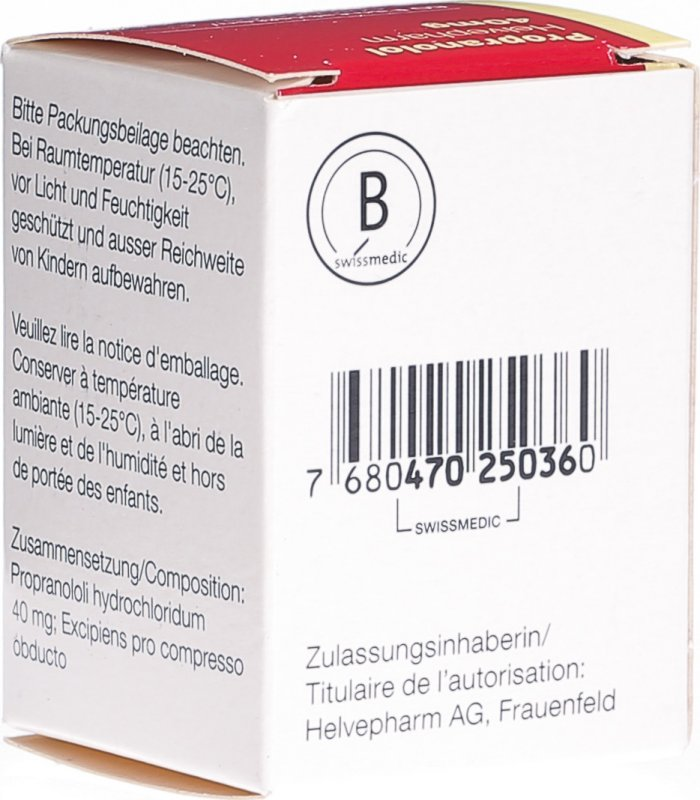 Propranolol
Helvepharm
40mg
Bitte Packungsbeilage beachten.
Bei Raumtemperatur (15-25°C),
vor Licht und Feuchtigkeit
geschützt und ausser Reichweite
von Kindern aufbewahren.
Veuillez lire la notice d'emballage.
Conserver à température
ambiante (15-25°C), à l'abri de la
lumière et de l'humidité et hors
de portée des enfants.
Zusammensetzung/Composition:
Propranololi hydrochloridum
40 mg; Excipiens pro compresso
obducto
B
swissmedic
7 680470 250360
SWISSMEDIC
Zulassungsinhaberin/
Titulaire de l'autorisation:
Helvepharm AG, Frauenfeld